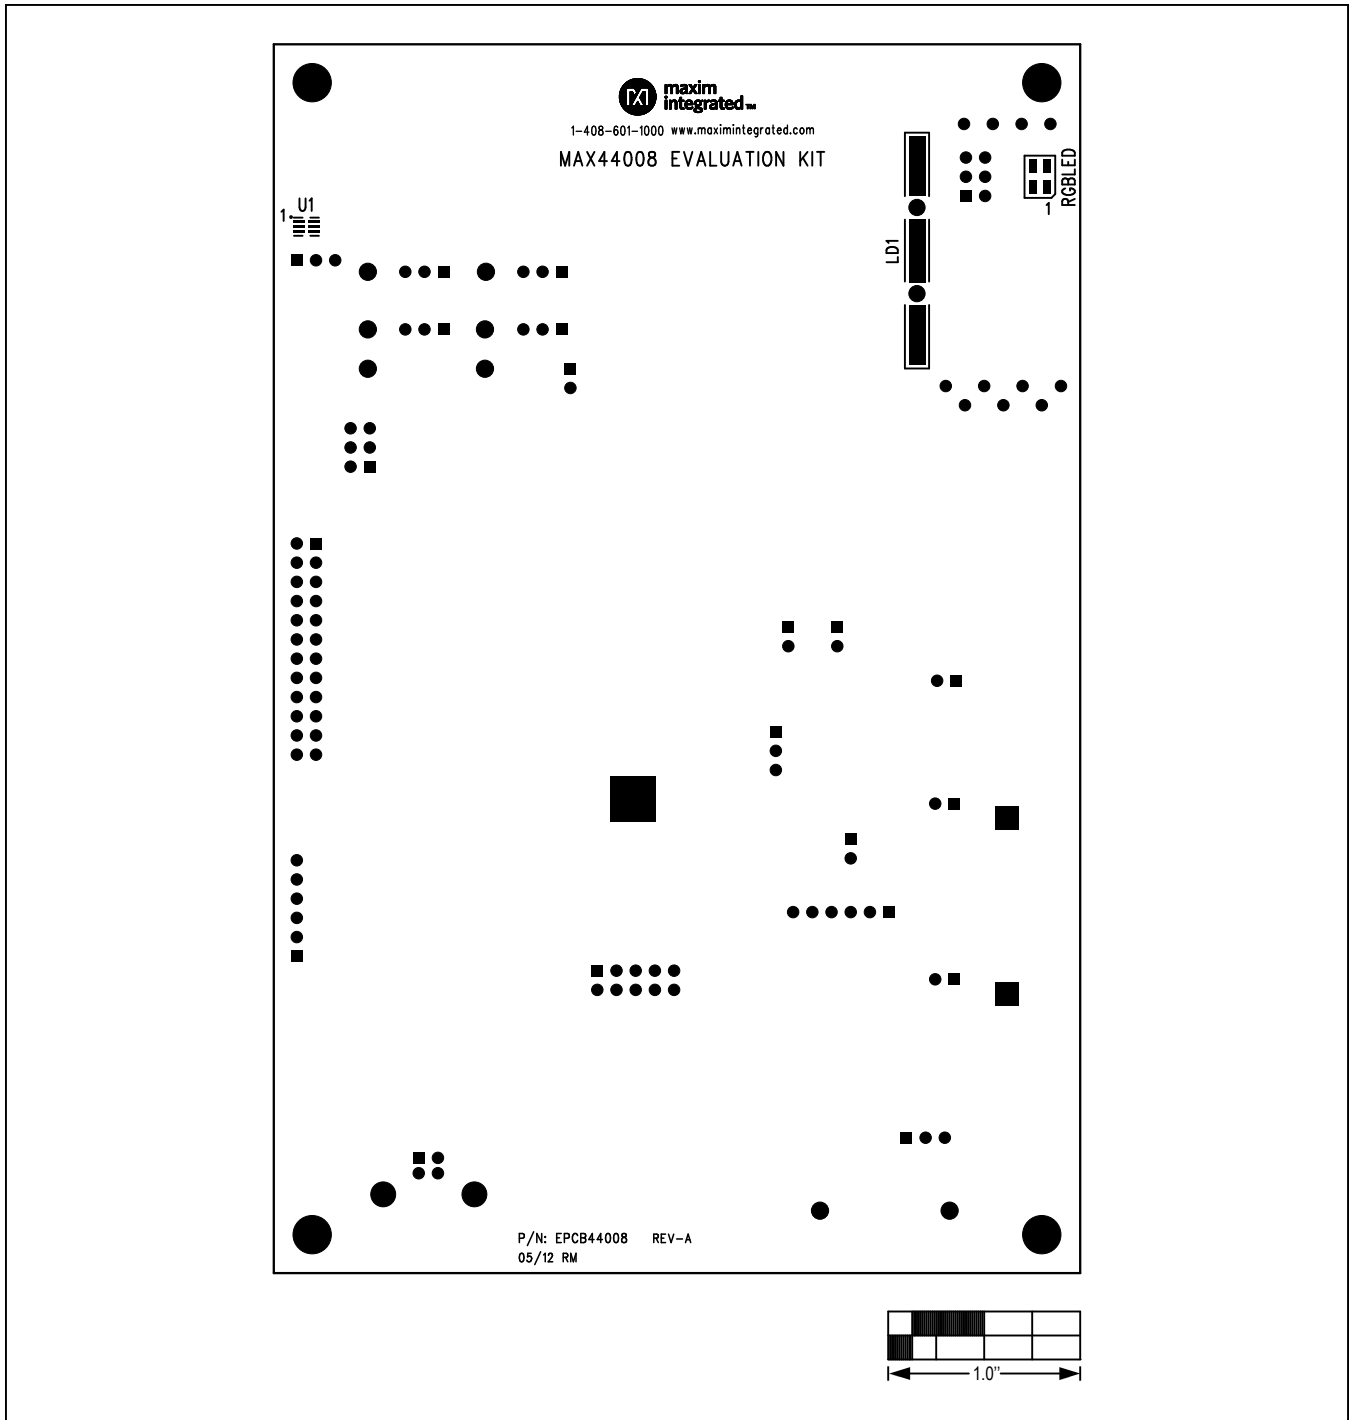 maxim
integrated™
1-408-601-1000 www.maximintegrated.com
MAX44008 EVALUATION KIT
RGBLED
1
U1
1.
LD1
P/N: EPCB44008 REV-A
05/12 RM
1.0”